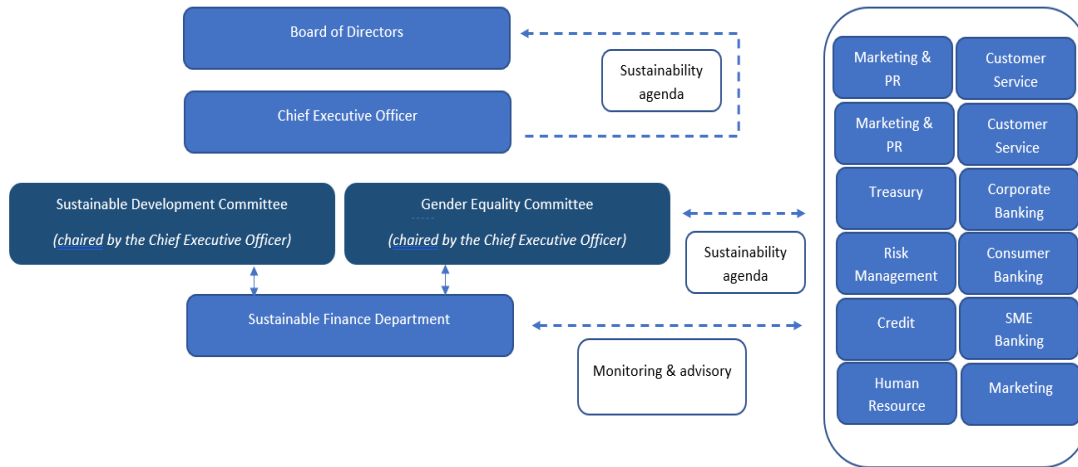 Board of Directors
Sustainability
agenda
Chief Executive Officer
Sustainable Development Committee
(chaired by the Chief Executive Officer)
Gender Equality Committee
(chaired by the Chief Executive Officer)
Sustainability
agenda
Sustainable Finance Department
Monitoring & advisory
Marketing &
PR
Customer
Service
Marketing &
PR
Customer
Service
Treasury
Corporate
Banking
Risk
Management
Consumer
Banking
Credit
SME
Banking
Human
Resource
Marketing